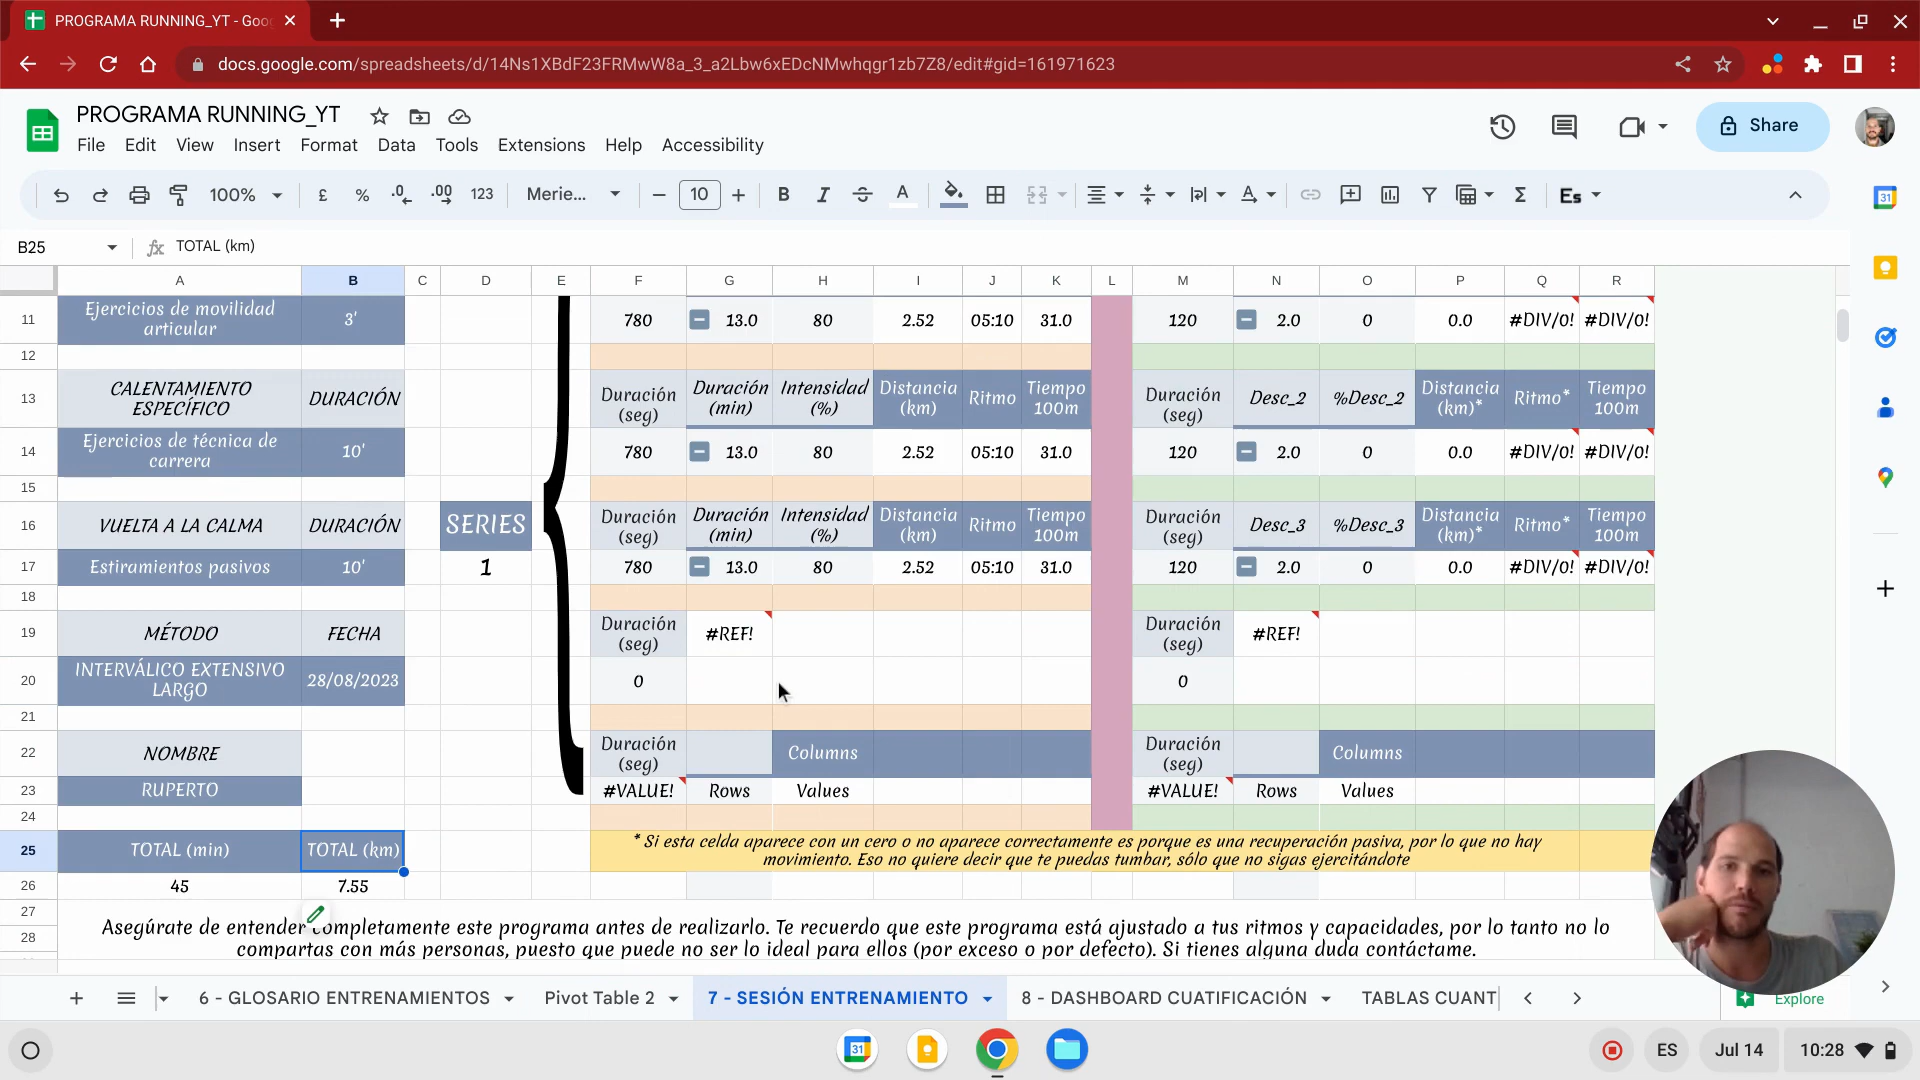 PROGRAMA RUNNING_YT - Goo
docs.google.com/spreadsheets/d/14Ns1XBdF23FRMwW8a_3_a2Lbw6xEDcNMwhqgr1zb7Z8/edit#gid=161971623
PROGRAMA RUNNING_YT
Share
File Edit View Insert Format Data Tools Extensions Help Accessibility
100% £ % .0 .00 123 Merie... 10 B I A Σ Es
31
B25 fx TOTAL (km)
A B C D E F G H I J K L M N O P Q R
11 Ejercicios de movilidad articular 3' 780 13.0 80 2.52 05:10 31.0 120 2.0 0 0.0 #DIV/0! #DIV/0!
12
13 CALENTAMIENTO ESPECÍFICO DURACIÓN Duración (seg) Duración (min) Intensidad (%) Distancia (km) Ritmo Tiempo 100m Duración (seg) Desc_2 %Desc_2 Distancia (km)* Ritmo* Tiempo 100m
14 Ejercicios de técnica de carrera 10' 780 13.0 80 2.52 05:10 31.0 120 2.0 0 0.0 #DIV/0! #DIV/0!
15
16 VUELTA A LA CALMA DURACIÓN SERIES Duración (seg) Duración (min) Intensidad (%) Distancia (km) Ritmo Tiempo 100m Duración (seg) Desc_3 %Desc_3 Distancia (km)* Ritmo* Tiempo 100m
17 Estiramientos pasivos 10' 1 780 13.0 80 2.52 05:10 31.0 120 2.0 0 0.0 #DIV/0! #DIV/0!
18
19 MÉTODO FECHA Duración (seg) #REF! Duración (seg) #REF!
20 INTERVÁLICO EXTENSIVO LARGO 28/08/2023 0 0
21
22 NOMBRE Duración (seg) Columns Duración (seg) Columns
23 RUPERTO #VALUE! Rows Values #VALUE! Rows Values
24
25 TOTAL (min) TOTAL (km) * Si esta celda aparece con un cero o no aparece correctamente es porque es una recuperación pasiva, por lo que no hay
movimiento. Eso no quiere decir que te puedas tumbar, sólo que no sigas ejercitándote
26 45 7.55
27
28
Asegúrate de entender completamente este programa antes de realizarlo. Te recuerdo que este programa está ajustado a tus ritmos y capacidades, por lo tanto no lo
compartas con más personas, puesto que puede no ser lo ideal para ellos (por exceso o por defecto). Si tienes alguna duda contáctame.
6 - GLOSARIO ENTRENAMIENTOS Pivot Table 2 7 - SESIÓN ENTRENAMIENTO 8 - DASHBOARD CUATIFICACIÓN TABLAS CUANT Explore
31 ES Jul 14 10:28